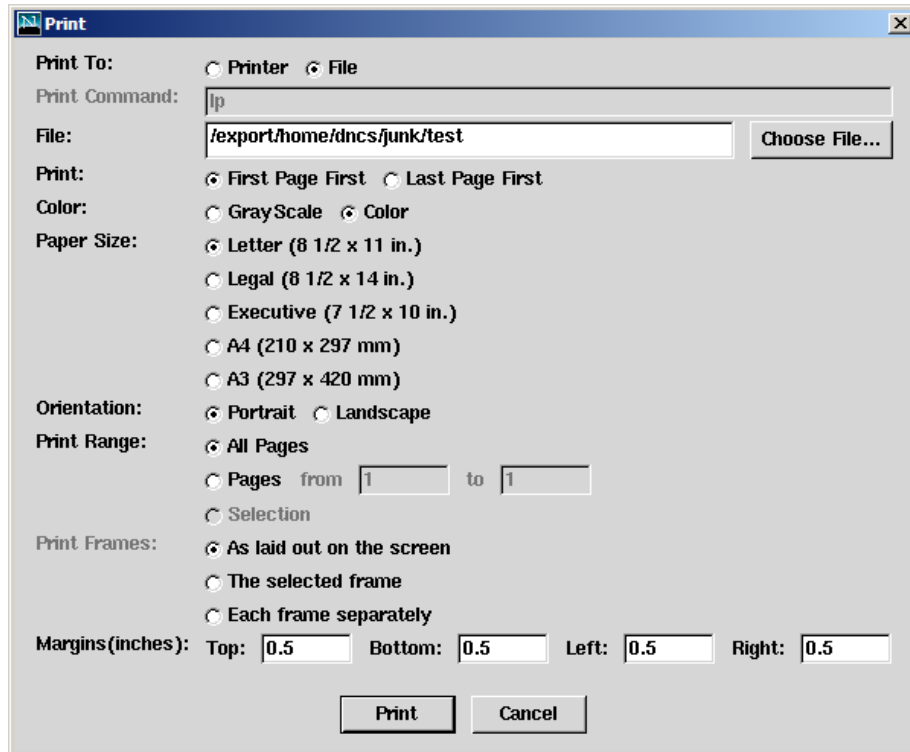 Print
Print To: Printer File
Print Command: lp
File: /export/home/dncs/junk/test Choose File...
Print: First Page First Last Page First
Color: GrayScale Color
Paper Size: Letter (8 1/2 x 11 in.)
Legal (8 1/2 x 14 in.)
Executive (7 1/2 x 10 in.)
A4 (210 x 297 mm)
A3 (297 x 420 mm)
Orientation: Portrait Landscape
Print Range: All Pages
Pages from 1 to 1
Selection
Print Frames: As laid out on the screen
The selected frame
Each frame separately
Margins(inches): Top: 0.5 Bottom: 0.5 Left: 0.5 Right: 0.5
Print Cancel